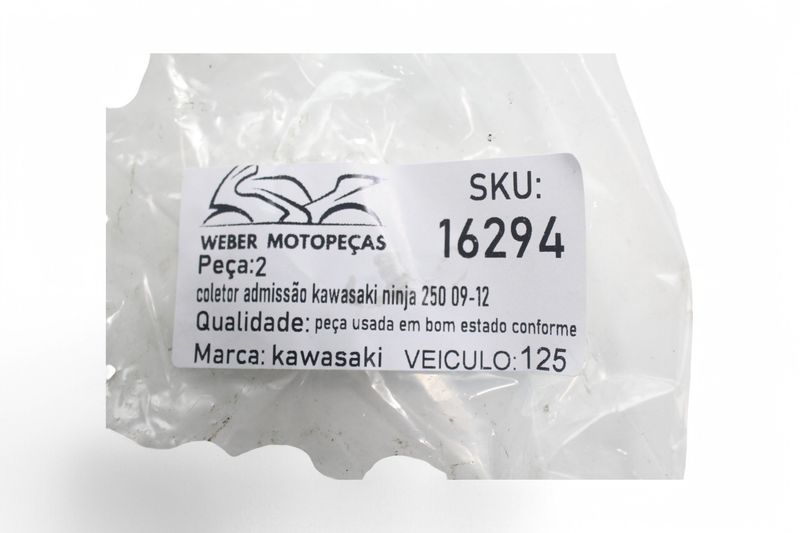 WEBER MOTOPEÇAS
SKU:
16294
Peça:2
coletor admissão kawasaki ninja 250 09-12
Qualidade: peça usada em bom estado conforme
Marca: kawasaki VEICULO: 125